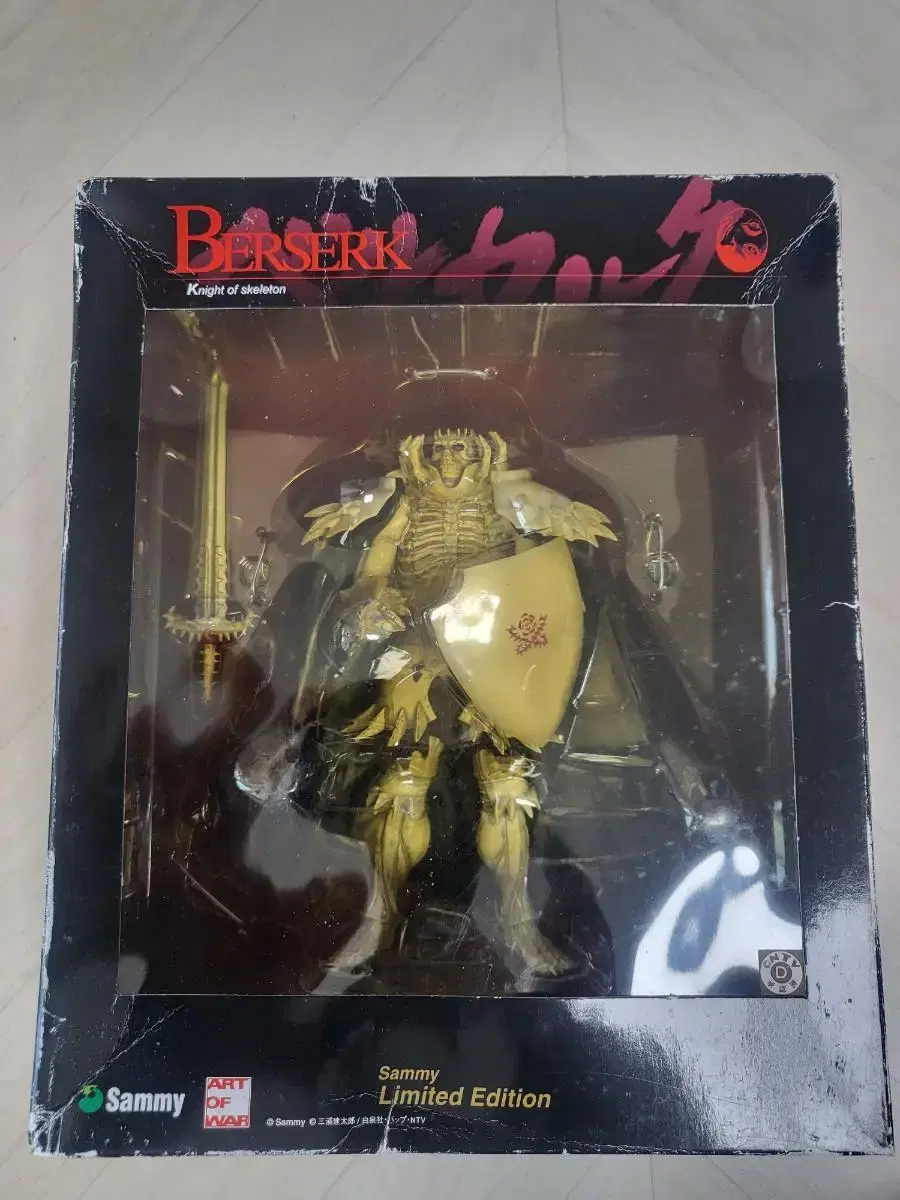 BERSERK
ベルセルク
Knight of skeleton
D
Sammy
Limited Edition
Sammy
ART
OF
WAR
© Sammy © 三浦建太郎 / 白泉社・バップ・NTV